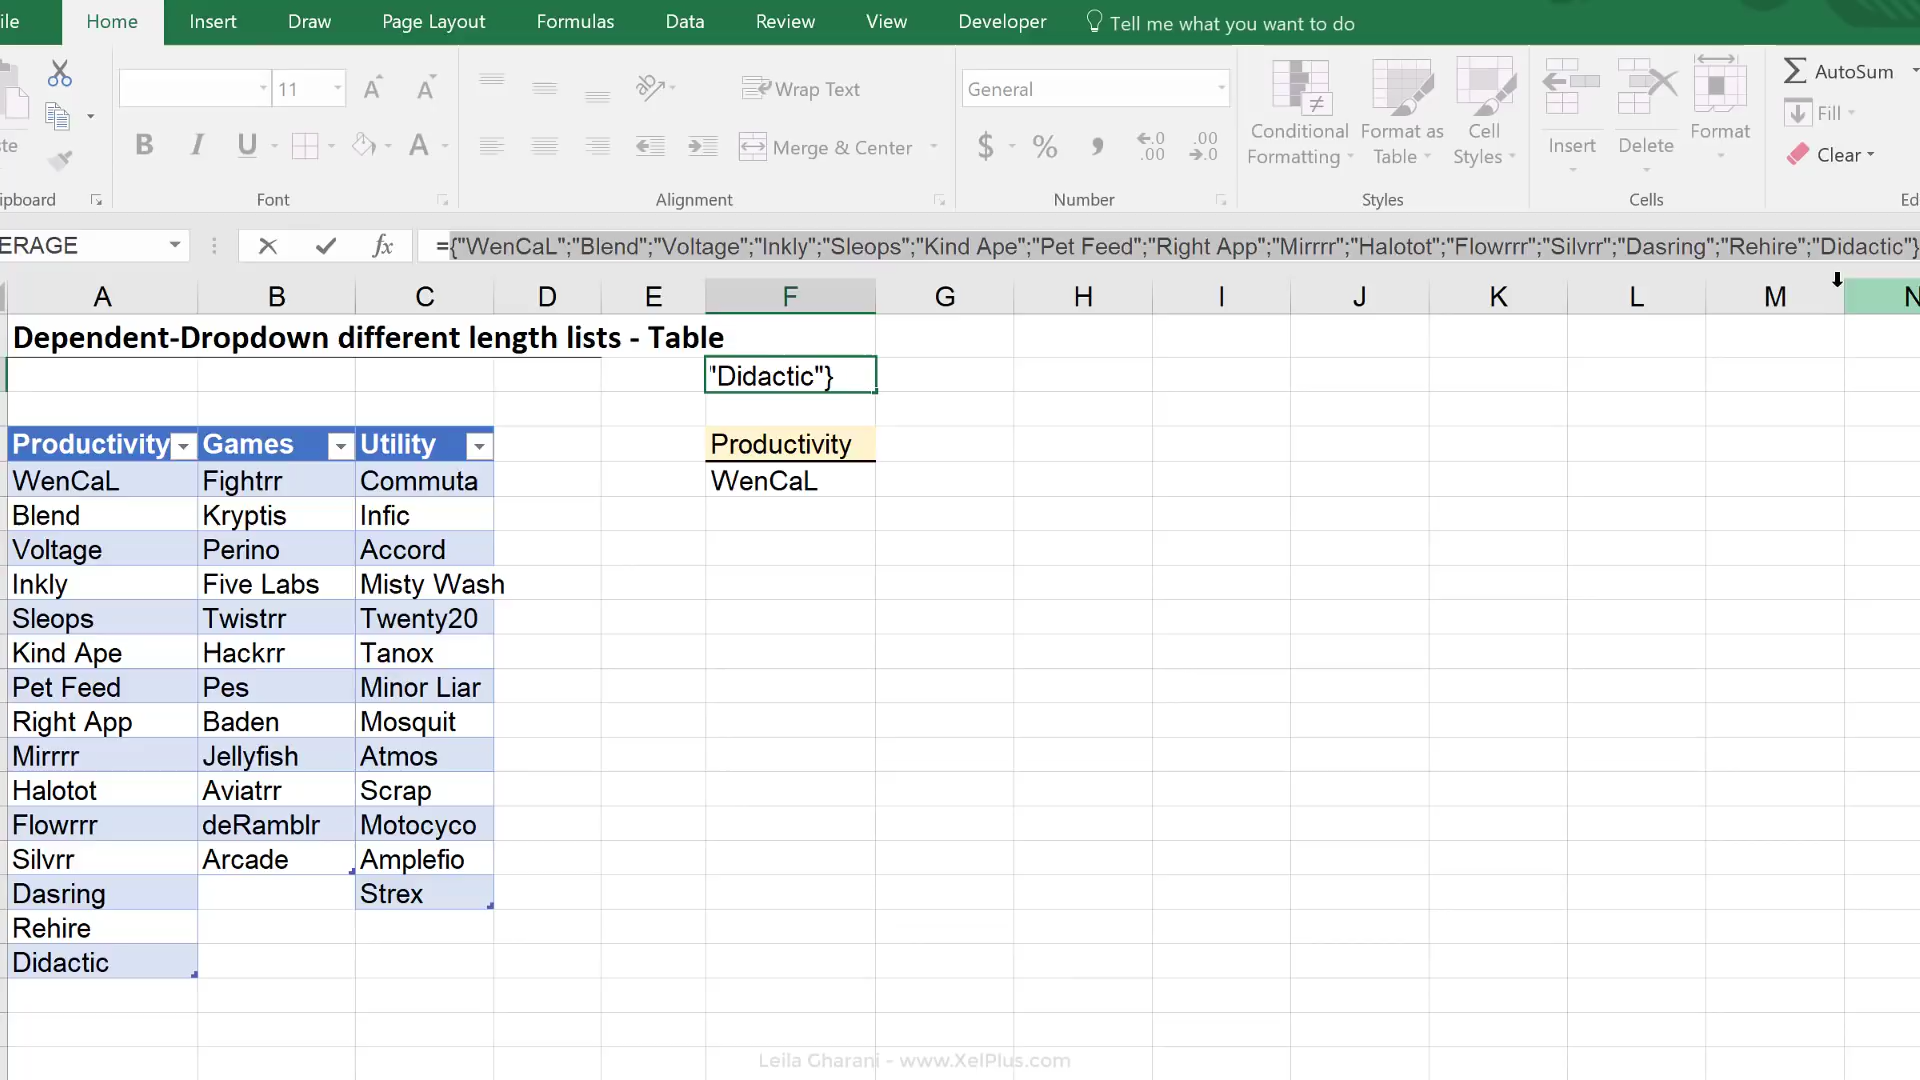 ile Home Insert Draw Page Layout Formulas Data Review View Developer Tell me what you want to do
11 A A Wrap Text General Conditional Formatting Format as Table Cell Styles Insert Delete Format AutoSum
Fill
ste B I U A Merge & Center $ % , ←.0 .00 .00 →.0 Clear
ipboard Font Alignment Number Styles Cells Ed
ERAGE fx ={"WenCaL";"Blend";"Voltage";"Inkly";"Sleops";"Kind Ape";"Pet Feed";"Right App";"Mirrrr";"Halotot";"Flowrrr";"Silvrr";"Dasring";"Rehire";"Didactic"}
A B C D E F G H I J K L M N
Dependent-Dropdown different length lists - Table
"Didactic"}
Productivity Games Utility Productivity
WenCaL Fightrr Commuta WenCaL
Blend Kryptis Infic
Voltage Perino Accord
Inkly Five Labs Misty Wash
Sleops Twistrr Twenty20
Kind Ape Hackrr Tanox
Pet Feed Pes Minor Liar
Right App Baden Mosquit
Mirrrr Jellyfish Atmos
Halotot Aviatrr Scrap
Flowrrr deRamblr Motocyco
Silvrr Arcade Amplefio
Dasring Strex
Rehire
Didactic
Leila Gharani - www.XelPlus.com